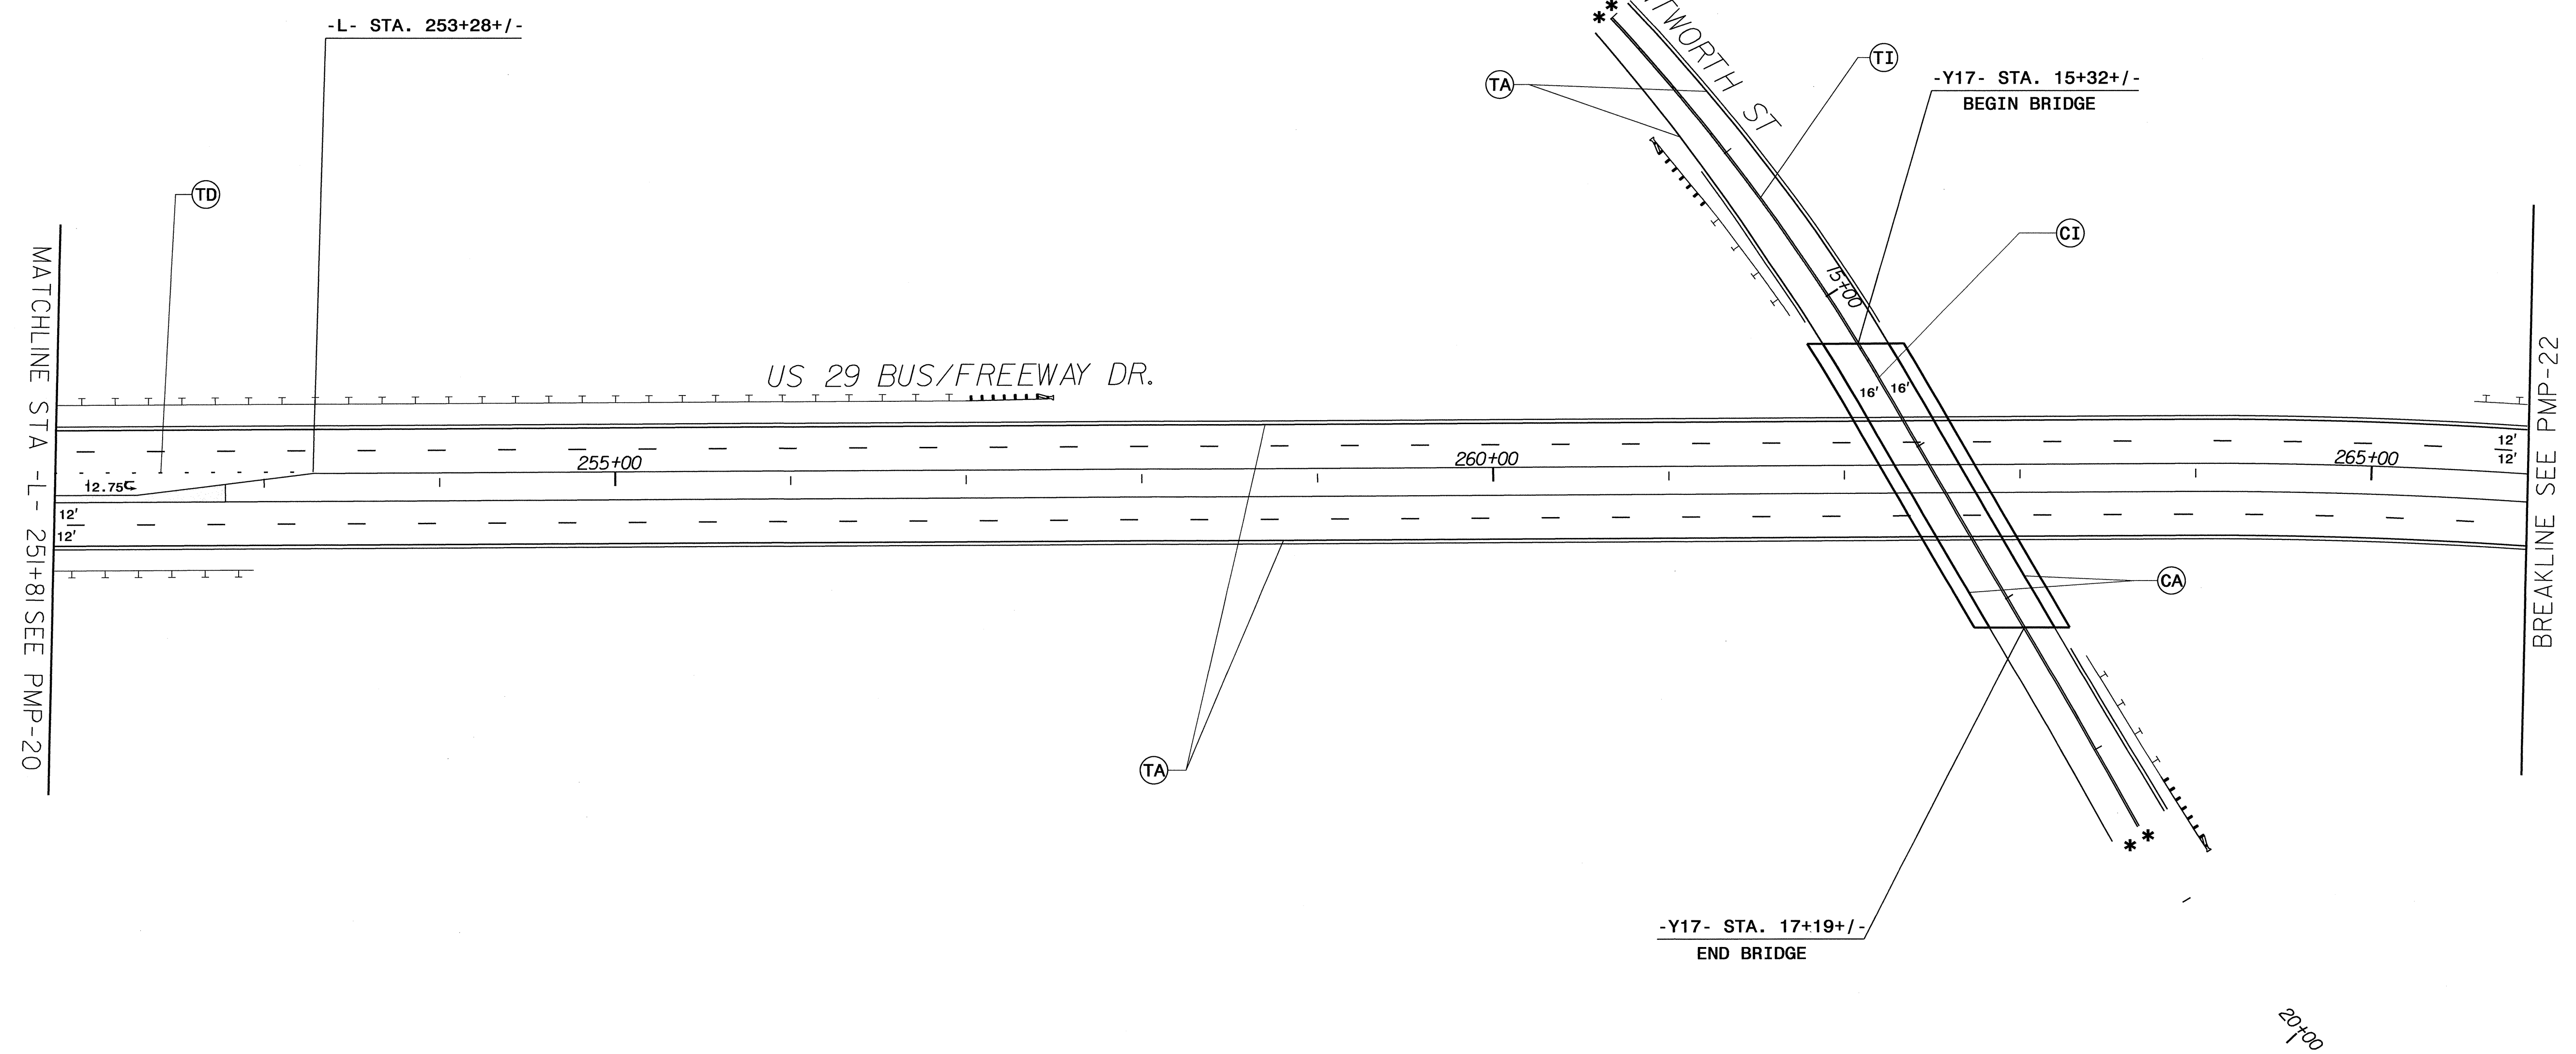 -L- STA. 253+28+/-
TWORTH ST
TI
TA
-Y17- STA. 15+32+/-
BEGIN BRIDGE
TD
CI
MATCHLINE STA -L- 251+81 SEE PMP-20
15+00
BREAKLINE SEE PMP-22
US 29 BUS/FREEWAY DR.
16' 16'
12'
12'
255+00
260+00
265+00
12.75
12'
12'
CA
TA
-Y17- STA. 17+19+/-
END BRIDGE
20+00